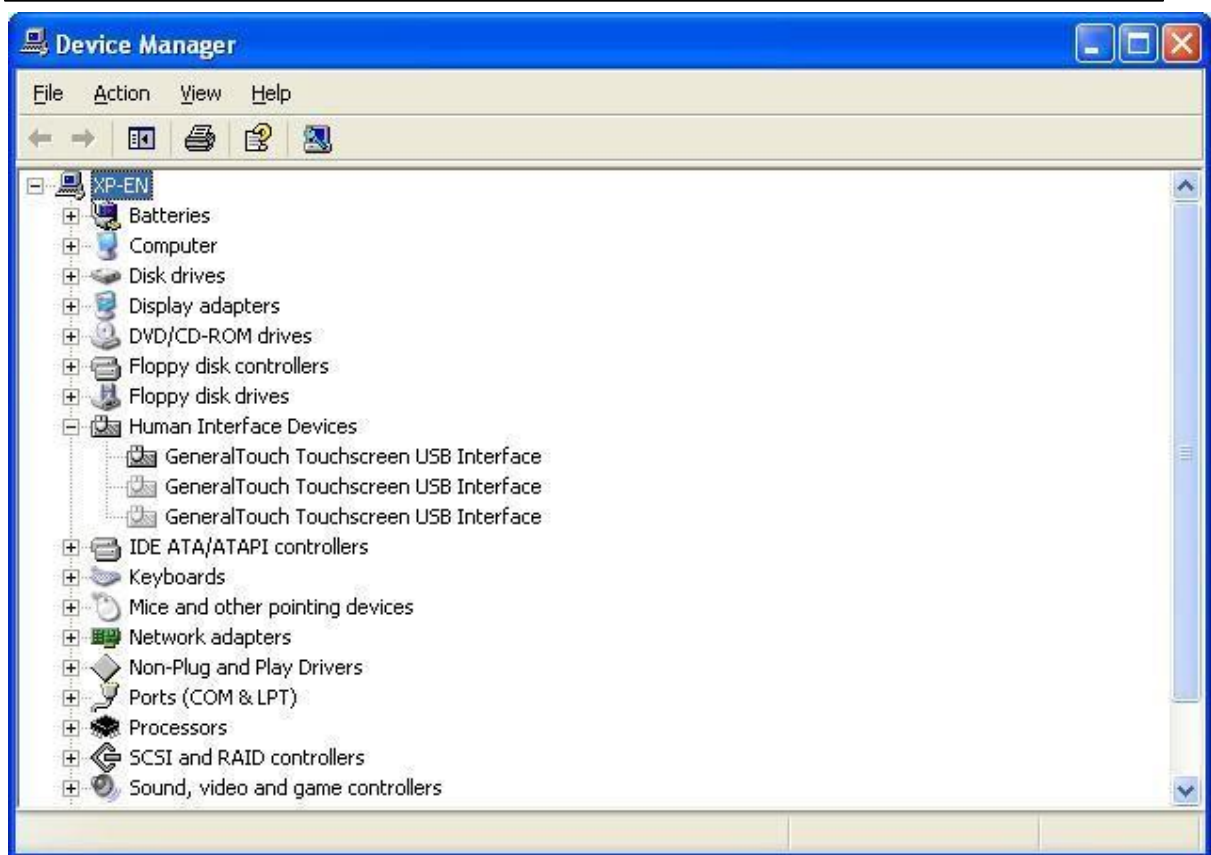 Device Manager
File Action View Help
XP-EN
Batteries
Computer
Disk drives
Display adapters
DVD/CD-ROM drives
Floppy disk controllers
Floppy disk drives
Human Interface Devices
GeneralTouch Touchscreen USB Interface
GeneralTouch Touchscreen USB Interface
GeneralTouch Touchscreen USB Interface
IDE ATA/ATAPI controllers
Keyboards
Mice and other pointing devices
Network adapters
Non-Plug and Play Drivers
Ports (COM & LPT)
Processors
SCSI and RAID controllers
Sound, video and game controllers